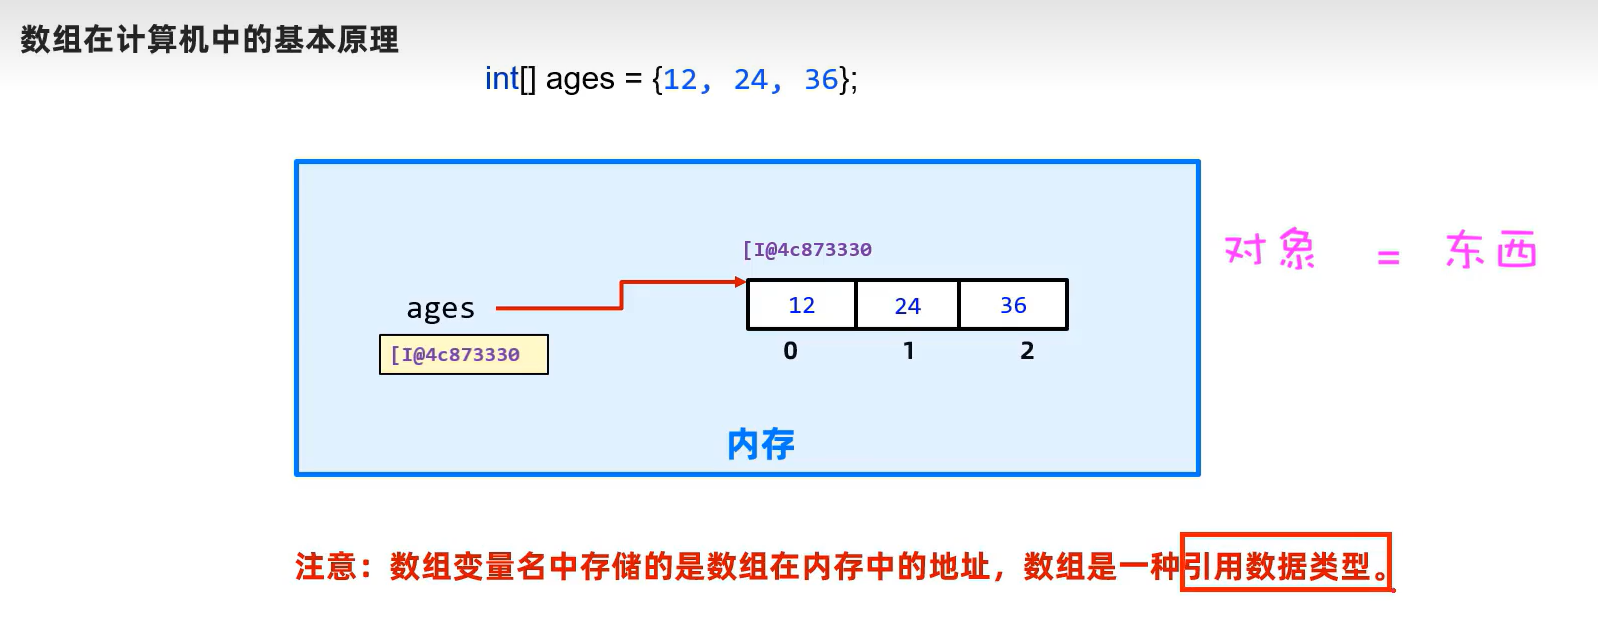 数组在计算机中的基本原理
int[] ages = {12, 24, 36};
[I@4c873330
对象 = 东西
ages
12 24 36
[I@4c873330
0 1 2
内存
注意：数组变量名中存储的是数组在内存中的地址，数组是一种引用数据类型。